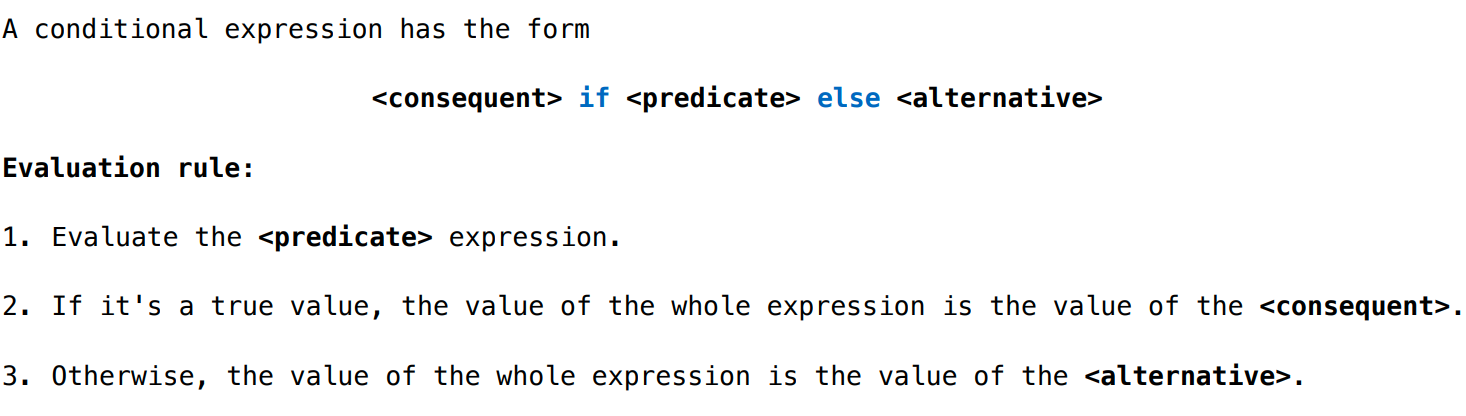 A conditional expression has the form
<consequent> if <predicate> else <alternative>
Evaluation rule:
1. Evaluate the <predicate> expression.
2. If it's a true value, the value of the whole expression is the value of the <consequent>.
3. Otherwise, the value of the whole expression is the value of the <alternative>.